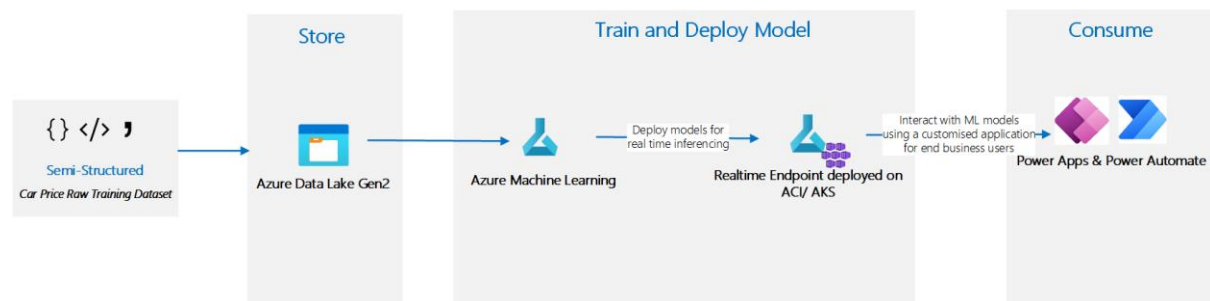 Store
Train and Deploy Model
Consume
{ } </> ,
Semi-Structured
Car Price Raw Training Dataset
Azure Data Lake Gen2
Azure Machine Learning
Deploy models for
real time inferencing
Realtime Endpoint deployed on
ACI/ AKS
Interact with ML models
using a customised application
for end business users
Power Apps & Power Automate